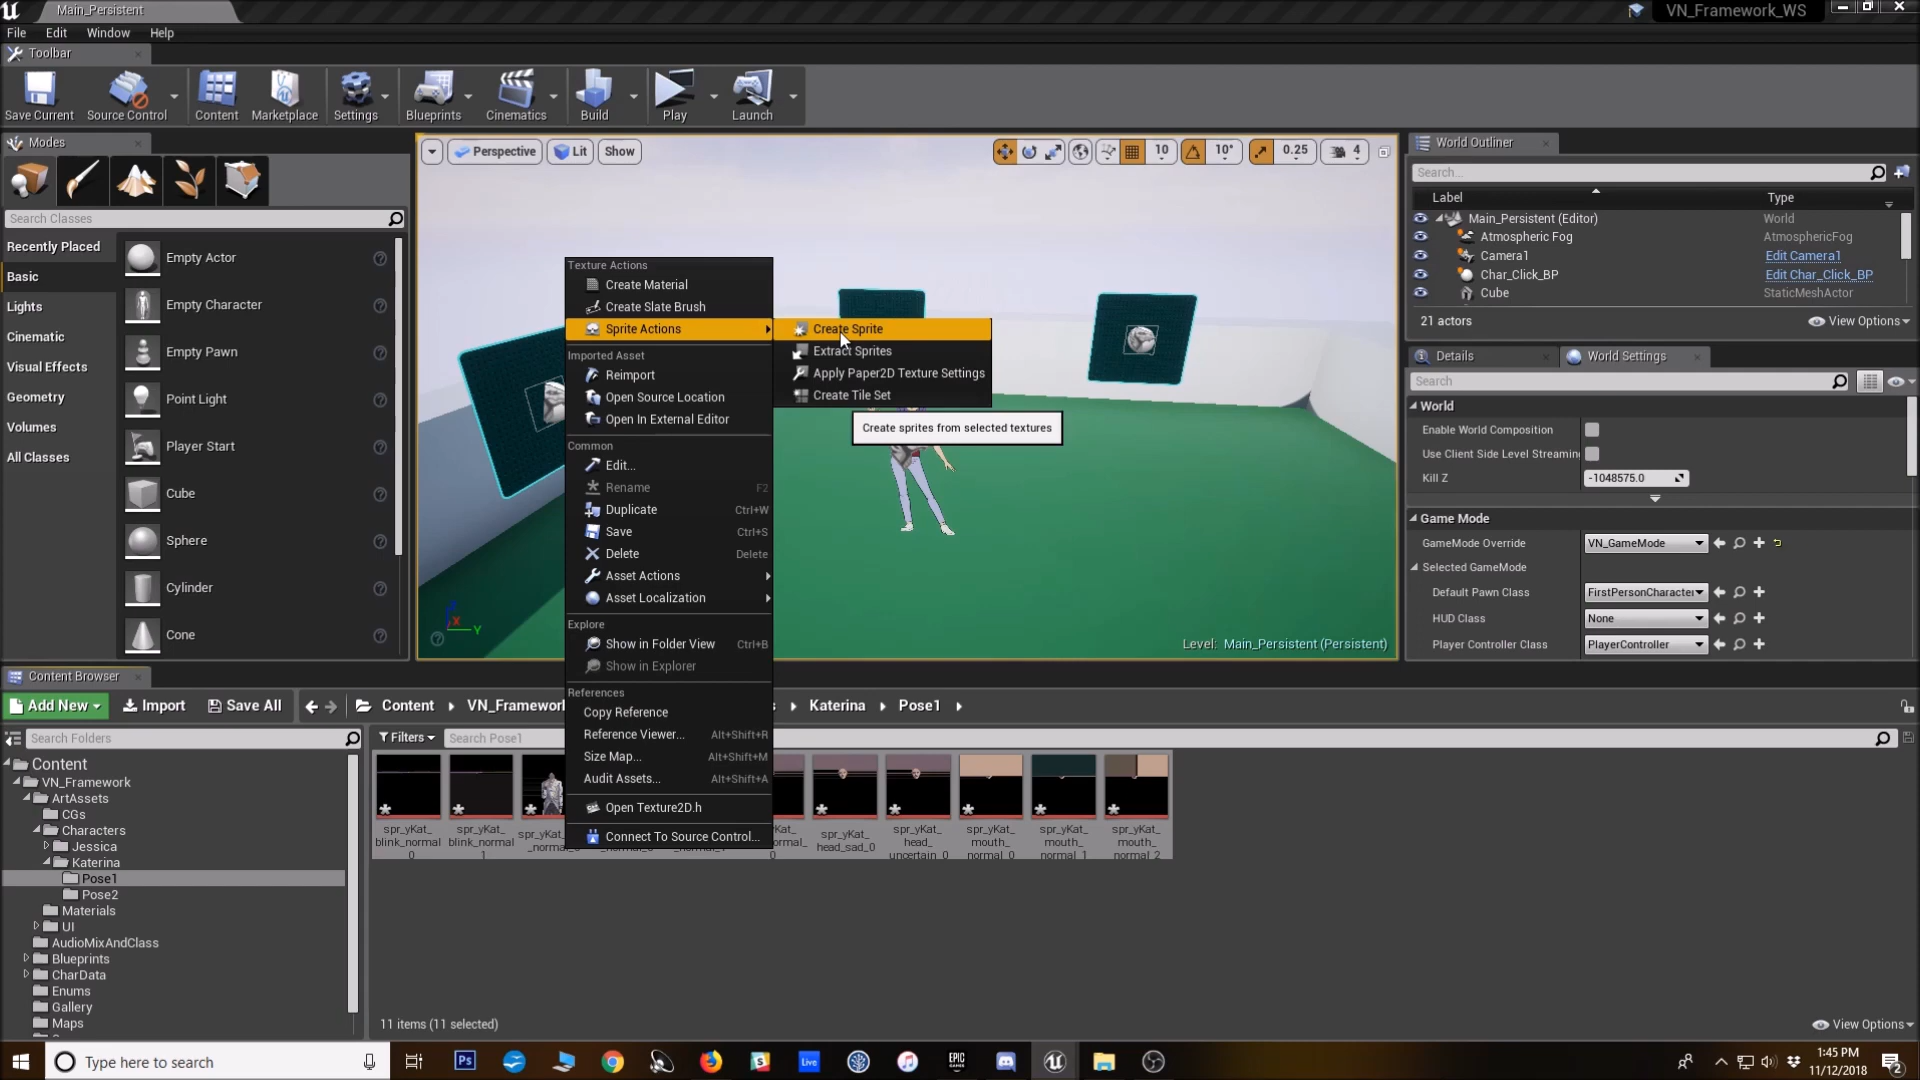 Main_Persistent
VN_Framework_WS
File Edit Window Help
Toolbar
Save Current Source Control Content Marketplace Settings Blueprints Cinematics Build Play Launch
Modes
Search Classes
Recently Placed
Basic
Lights
Cinematic
Visual Effects
Geometry
Volumes
All Classes
Empty Actor
Empty Character
Empty Pawn
Point Light
Player Start
Cube
Sphere
Cylinder
Cone
Perspective Lit Show
10 10° 0.25 4
Texture Actions
Create Material
Create Slate Brush
Sprite Actions
Imported Asset
Reimport
Open Source Location
Open In External Editor
Common
Edit...
Rename F2
Duplicate Ctrl+W
Save Ctrl+S
Delete Delete
Asset Actions
Asset Localization
Explore
Show in Folder View Ctrl+B
Show in Explorer
References
Copy Reference
Reference Viewer... Alt+Shift+R
Size Map... Alt+Shift+M
Audit Assets... Alt+Shift+A
Open Texture2D.h
Connect To Source Control...
Create Sprite
Extract Sprites
Apply Paper2D Texture Settings
Create Tile Set
Create sprites from selected textures
X Y
Level: Main_Persistent (Persistent)
World Outliner
Search...
Label Type
Main_Persistent (Editor) World
Atmospheric Fog AtmosphericFog
Camera1 Edit Camera1
Char_Click_BP Edit Char_Click_BP
Cube StaticMeshActor
21 actors View Options
Details World Settings
Search
World
Enable World Composition
Use Client Side Level Streaming
Kill Z -1048575.0
Game Mode
GameMode Override VN_GameMode
Selected GameMode
Default Pawn Class FirstPersonCharacter
HUD Class None
Player Controller Class PlayerController
Content Browser
Add New Import Save All Content VN_Framework Katerina Pose1
Search Folders
Filters Search Pose1
Content
VN_Framework
ArtAssets
CGs
Characters
Jessica
Katerina
Pose1
Pose2
Materials
UI
AudioMixAndClass
Blueprints
CharData
Enums
Gallery
Maps
spr_yKat_
blink_normal
0
spr_yKat_
blink_normal
1
spr_yKat_
head_sad_0
spr_yKat_
head_
uncertain_0
spr_yKat_
mouth_
normal_0
spr_yKat_
mouth_
normal_1
spr_yKat_
mouth_
normal_2
11 items (11 selected)
View Options
Type here to search
Ps
Live
EPIC GAMES
1:45 PM
11/12/2018
2